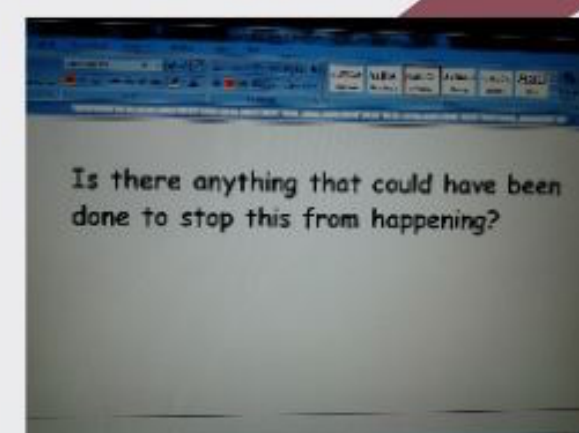 Is there anything that could have been
done to stop this from happening?